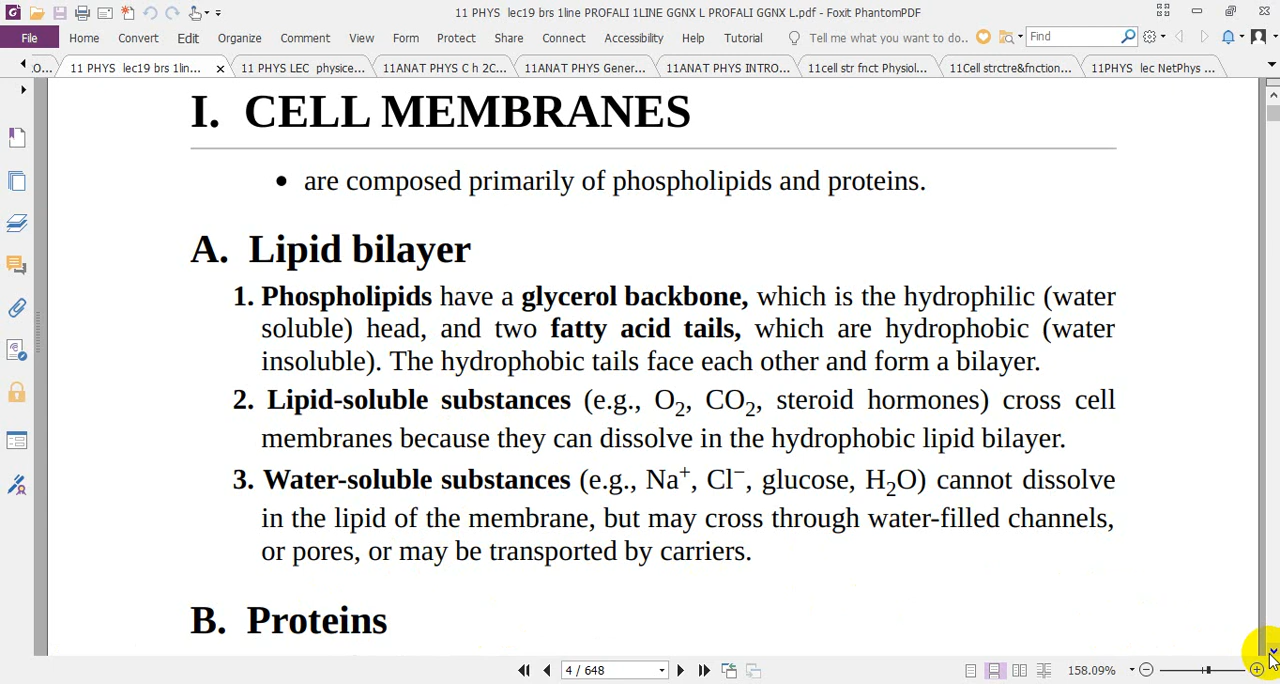 11 PHYS  lec19 brs 1line PROFALI 1LINE GGNX L PROFALI GGNX L.pdf - Foxit PhantomPDF
File Home Convert Edit Organize Comment View Form Protect Share Connect Accessibility Help Tutorial Tell me what you want to do.. Find
O... 11 PHYS  lec19 brs 1lin... 11 PHYS LEC  physice... 11ANAT PHYS C h 2C... 11ANAT PHYS Gener... 11ANAT PHYS INTRO... 11cell str fnct Physiol... 11Cell strctre&fnction... 11PHYS  lec NetPhys ...
I. CELL MEMBRANES
• are composed primarily of phospholipids and proteins.
A. Lipid bilayer
1. Phospholipids have a glycerol backbone, which is the hydrophilic (water
soluble) head, and two fatty acid tails, which are hydrophobic (water
insoluble). The hydrophobic tails face each other and form a bilayer.
2. Lipid-soluble substances (e.g., O₂, CO₂, steroid hormones) cross cell
membranes because they can dissolve in the hydrophobic lipid bilayer.
3. Water-soluble substances (e.g., Na⁺, Cl⁻, glucose, H₂O) cannot dissolve
in the lipid of the membrane, but may cross through water-filled channels,
or pores, or may be transported by carriers.
B. Proteins
4 / 648 158.09%